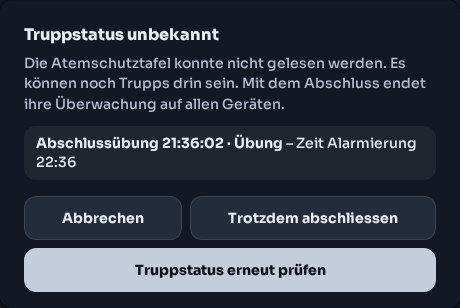 Truppstatus unbekannt
Die Atemschutztafel konnte nicht gelesen werden. Es
können noch Trupps drin sein. Mit dem Abschluss endet
ihre Überwachung auf allen Geräten.
Abschlussübung 21:36:02 · Übung – Zeit Alarmierung
22:36
Abbrechen
Trotzdem abschliessen
Truppstatus erneut prüfen